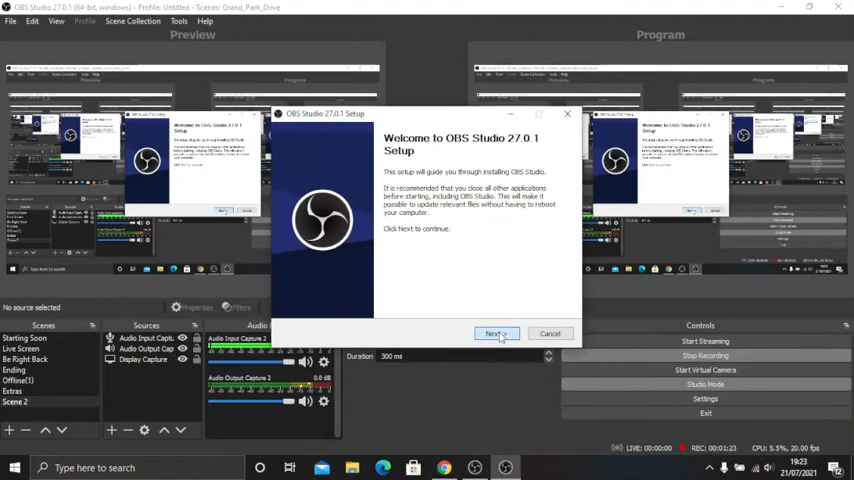 OBS 27.0.1 (64-bit, windows) - Profile: Untitled - Scenes: Grand_Park_Drive
File Edit View Profile Scene Collection Tools Help
Preview
Program
OBS Studio 27.0.1 Setup
Welcome to OBS Studio 27.0.1
Setup
This setup will guide you through installing OBS Studio.
It is recommended that you close all other applications
before starting, including OBS Studio. This will make it
possible to update relevant files without having to reboot
your computer.
Click Next to continue.
Next >
Cancel
No source selected
Properties
Filters
Scenes
Starting Soon
Live Screen
Be Right Back
Ending
Offline(1)
Extras
Scene 2
Sources
Audio Input Captu
Audio Output Cap
Display Capture
Audio Input Capture 2
Audio Output Capture 2
0.0 dB
Duration
300 ms
Controls
Start Streaming
Stop Recording
Start Virtual Camera
Studio Mode
Settings
Exit
LIVE: 00:00:00
REC: 00:01:23
CPU: 5.5%, 20.00 fps
Type here to search
19:23
21/07/2021